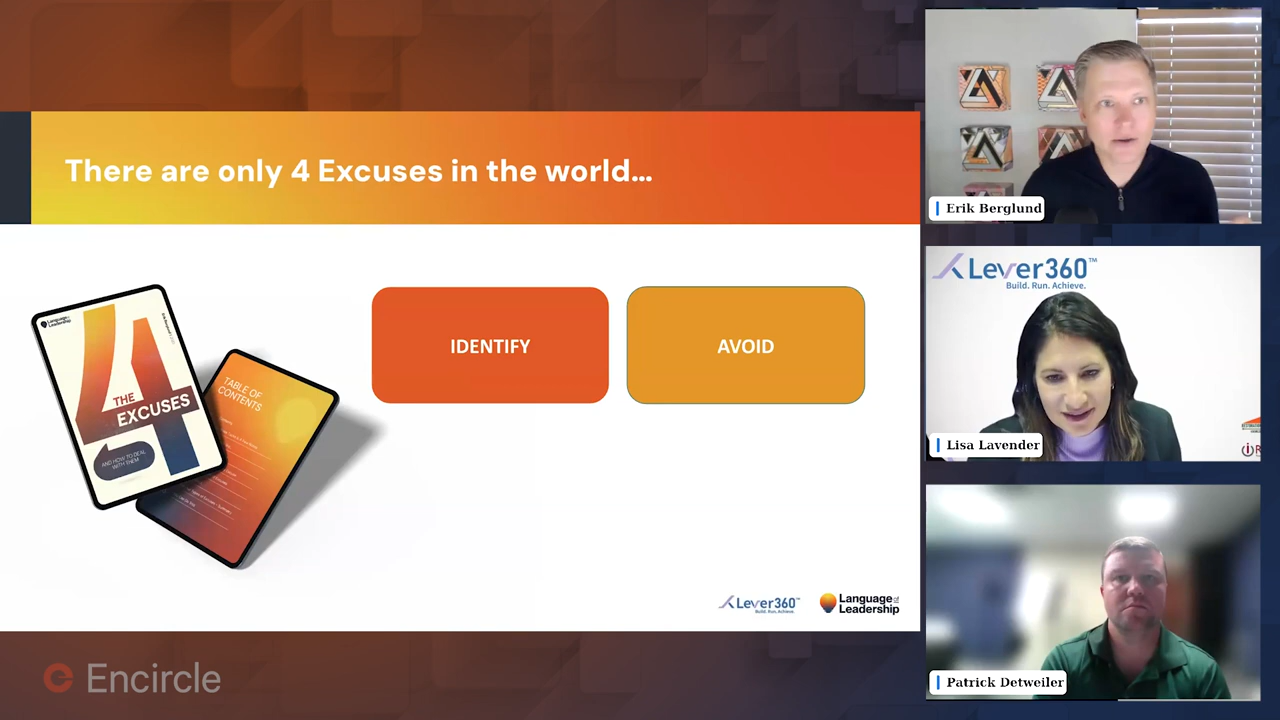 There are only 4 Excuses in the world...
IDENTIFY
AVOID
Language of
Leadership
4
THE
EXCUSES
AND HOW TO DEAL
WITH THEM
TABLE OF
CONTENTS
Lever360™
Build. Run. Achieve.
Language of
Leadership
Encircle
Erik Berglund
Lever360™
Build. Run. Achieve.
Lisa Lavender
Patrick Detweiler